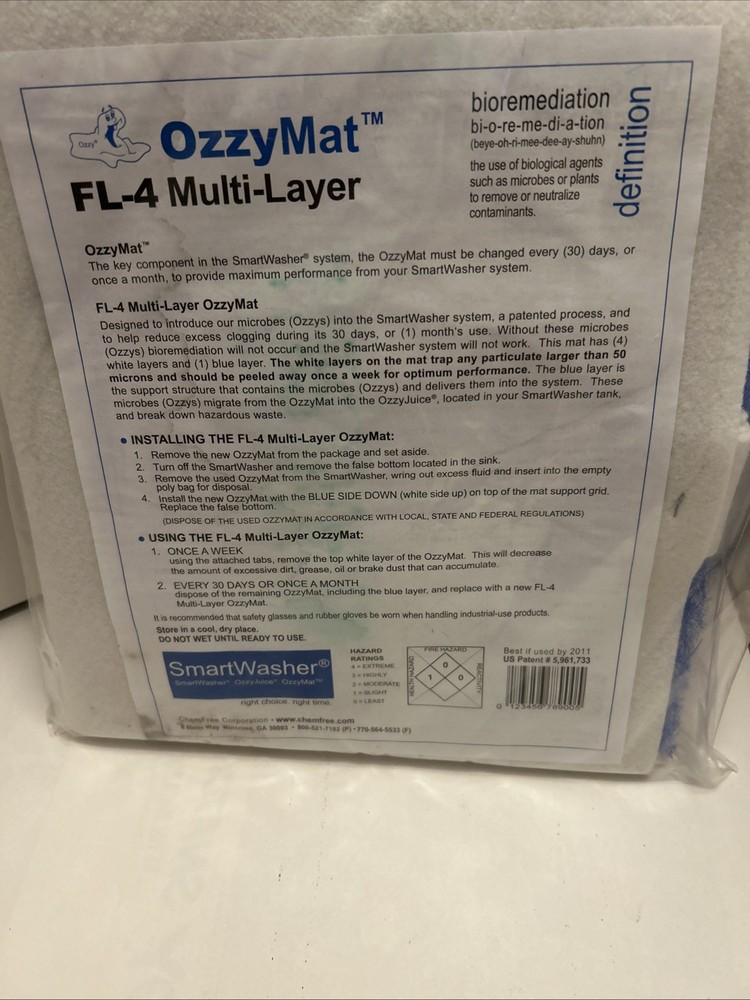 Ozzy®
OzzyMat™
FL-4 Multi-Layer
bioremediation
bi-o-re-me-di-a-tion
(beye-oh-ri-mee-dee-ay-shuhn)
the use of biological agents
such as microbes or plants
to remove or neutralize
contaminants.
definition
OzzyMat™
The key component in the SmartWasher® system, the OzzyMat must be changed every (30) days, or
once a month, to provide maximum performance from your SmartWasher system.
FL-4 Multi-Layer OzzyMat
Designed to introduce our microbes (Ozzys) into the SmartWasher system, a patented process, and
to help reduce excess clogging during its 30 days, or (1) month's use. Without these microbes
(Ozzys) bioremediation will not occur and the SmartWasher system will not work. This mat has (4)
white layers and (1) blue layer. The white layers on the mat trap any particulate larger than 50
microns and should be peeled away once a week for optimum performance. The blue layer is
the support structure that contains the microbes (Ozzys) and delivers them into the system. These
microbes (Ozzys) migrate from the OzzyMat into the OzzyJuice®, located in your SmartWasher tank,
and break down hazardous waste.
• INSTALLING THE FL-4 Multi-Layer OzzyMat:
1. Remove the new OzzyMat from the package and set aside.
2. Turn off the SmartWasher and remove the false bottom located in the sink.
3. Remove the used OzzyMat from the SmartWasher, wring out excess fluid and insert into the empty
poly bag for disposal.
4. Install the new OzzyMat with the BLUE SIDE DOWN (white side up) on top of the mat support grid.
Replace the false bottom.
(DISPOSE OF THE USED OZZYMAT IN ACCORDANCE WITH LOCAL, STATE AND FEDERAL REGULATIONS)
• USING THE FL-4 Multi-Layer OzzyMat:
1. ONCE A WEEK
using the attached tabs, remove the top white layer of the OzzyMat. This will decrease
the amount of excessive dirt, grease, oil or brake dust that can accumulate.
2. EVERY 30 DAYS OR ONCE A MONTH
dispose of the remaining OzzyMat, including the blue layer, and replace with a new FL-4
Multi-Layer OzzyMat.
It is recommended that safety glasses and rubber gloves be worn when handling industrial-use products.
Store in a cool, dry place.
DO NOT WET UNTIL READY TO USE.
SmartWasher®
SmartWasher® OzzyJuice® OzzyMat™
right choice. right time.
HAZARD
RATINGS
4 = EXTREME
3 = HIGHLY
2 = MODERATE
1 = SLIGHT
0 = LEAST
FIRE HAZARD
HEALTH HAZARD
REACTIVITY
0
1 0
Best if used by 2011
US Patent # 5,961,733
0 123456 789005
ChemFree Corporation • www.chemfree.com
8 Way, Norcross, GA 30093 • 800-521-7182 (P) • 770-564-5533 (F)